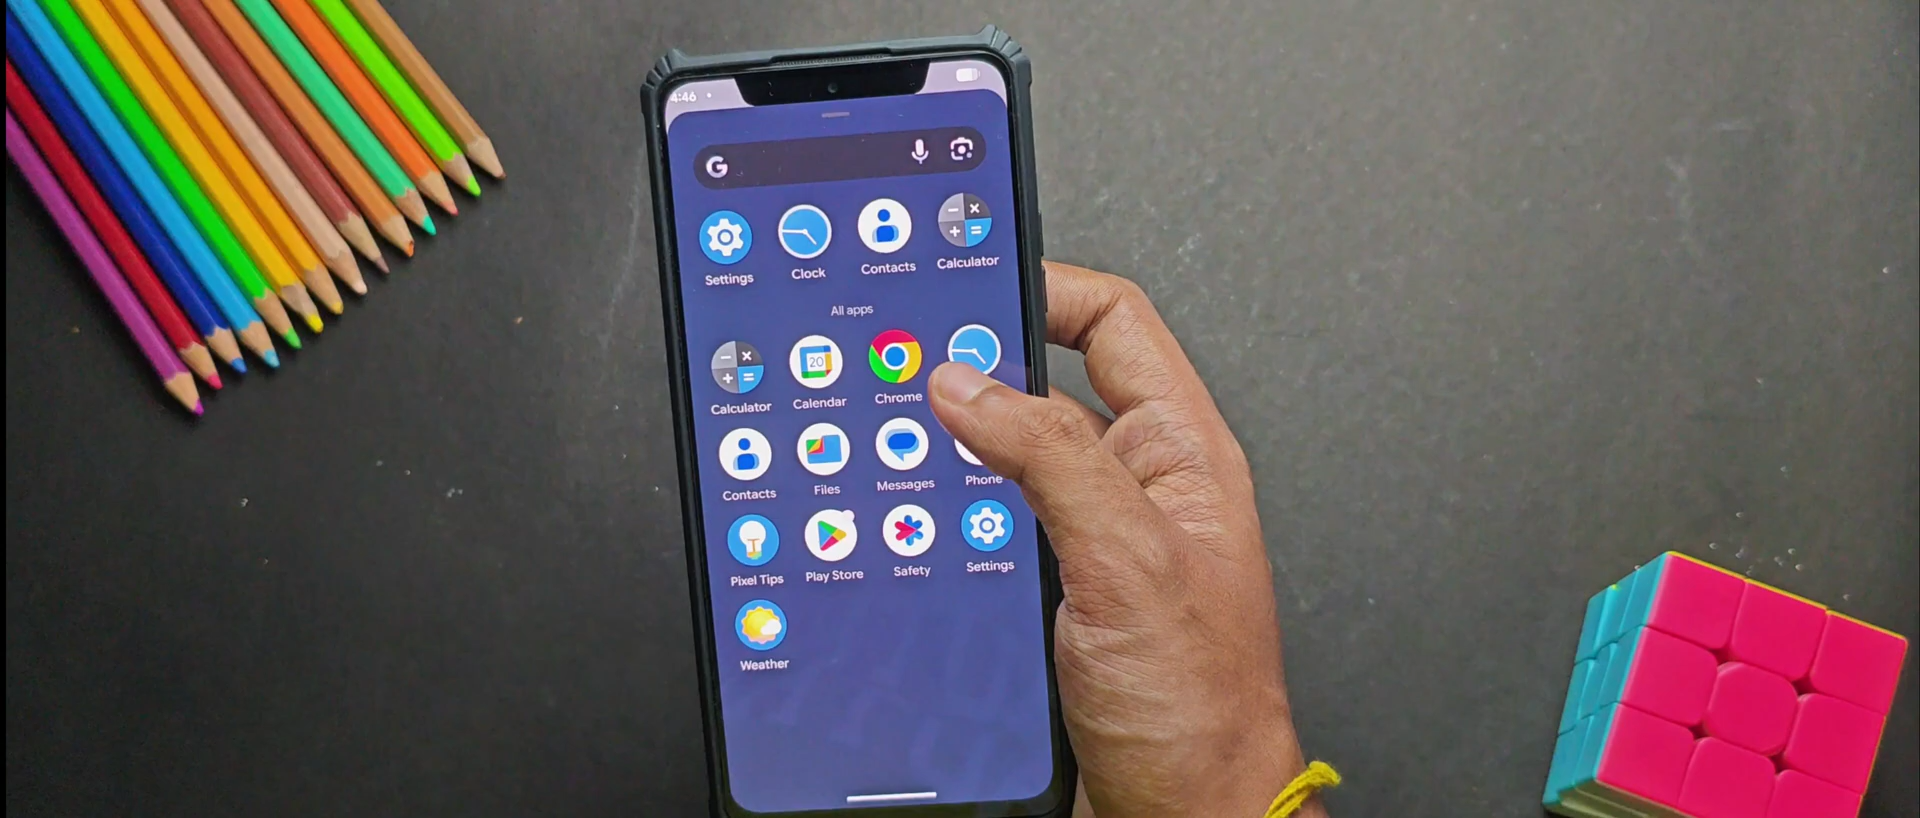 4:46
G
Settings Clock Contacts Calculator
All apps
Calculator Calendar Chrome
20
Contacts Files Messages Phone
Pixel Tips Play Store Safety Settings
Weather